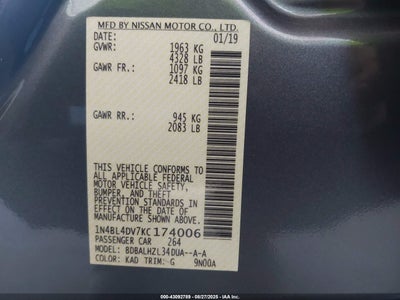 MFD BY NISSAN MOTOR CO., LTD.
DATE: 01/19
GVWR: 1963 KG
4328 LB
GAWR FR.: 1097 KG
2418 LB
GAWR RR.: 945 KG
2083 LB
THIS VEHICLE CONFORMS
TO ALL APPLICABLE FEDERAL
MOTOR VEHICLE SAFETY,
BUMPER, AND THEFT
PREVENTION STANDARDS
IN EFFECT ON THE DATE OF
MANUFACTURE SHOWN ABOVE.
1N4BL4DV7KC174006
PASSENGER CAR 264
BDBALHZL34DUA--A-A
COLOR: KAD TRIM: G 9N00A
ID: 43092789 - 08/27/2025 - IAA